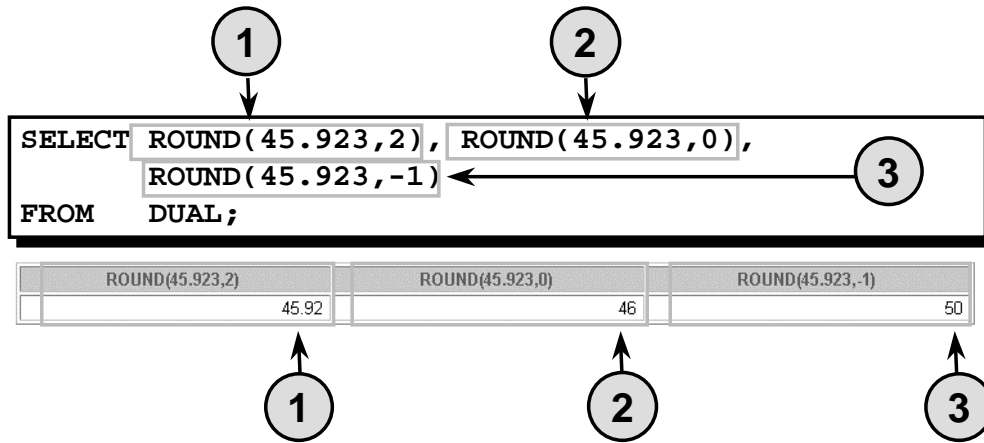 1 2
SELECT ROUND(45.923,2), ROUND(45.923,0),
ROUND(45.923,-1) 3
FROM DUAL;
ROUND(45.923,2) ROUND(45.923,0) ROUND(45.923,-1)
45.92 46 50
1 2 3